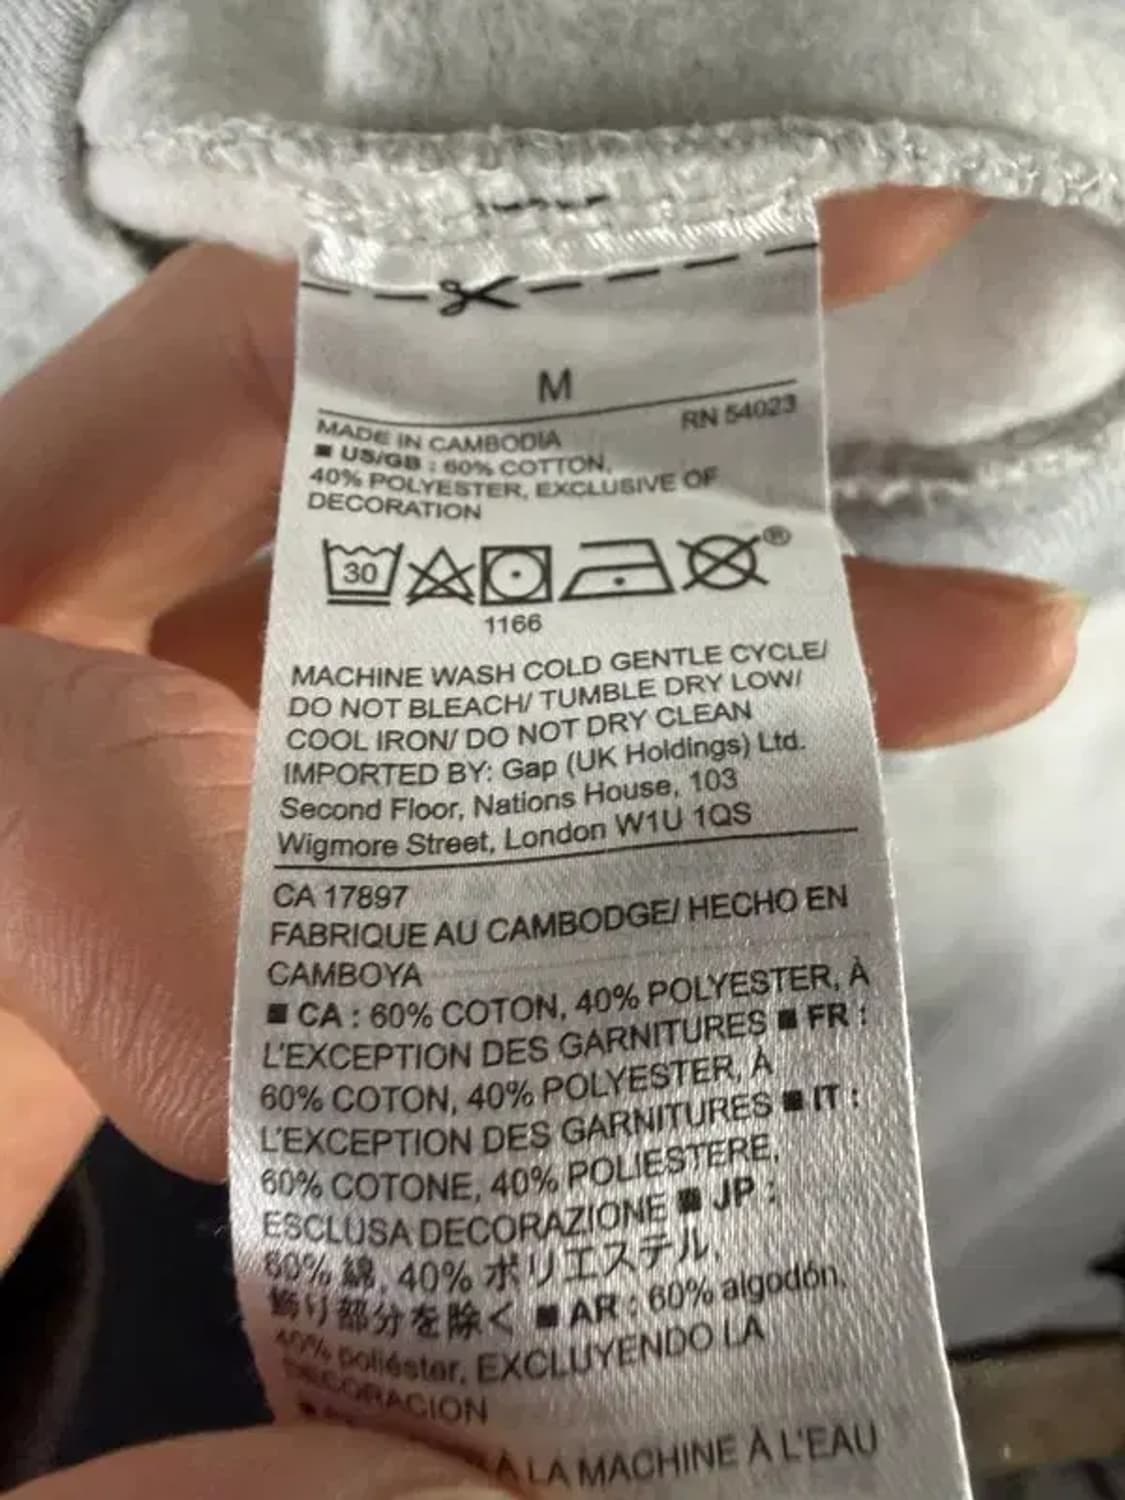 M
RN 54023
MADE IN CAMBODIA
■ US/GB : 60% COTTON,
40% POLYESTER, EXCLUSIVE OF
DECORATION
30
®
1166
MACHINE WASH COLD GENTLE CYCLE/
DO NOT BLEACH/ TUMBLE DRY LOW/
COOL IRON/ DO NOT DRY CLEAN
IMPORTED BY: Gap (UK Holdings) Ltd.
Second Floor, Nations House, 103
Wigmore Street, London W1U 1QS
CA 17897
FABRIQUE AU CAMBODGE/ HECHO EN
CAMBOYA
■ CA : 60% COTON, 40% POLYESTER, À
L'EXCEPTION DES GARNITURES ■ FR :
60% COTON, 40% POLYESTER, À
L'EXCEPTION DES GARNITURES ■ IT :
60% COTONE, 40% POLIESTERE,
ESCLUSA DECORAZIONE ■ JP :
60% 綿, 40% ポリエステル,
飾り部分を除く ■ AR : 60% algodón,
40% poliéster, EXCLUYENDO LA
DECORACION
À LA MACHINE À L'EAU